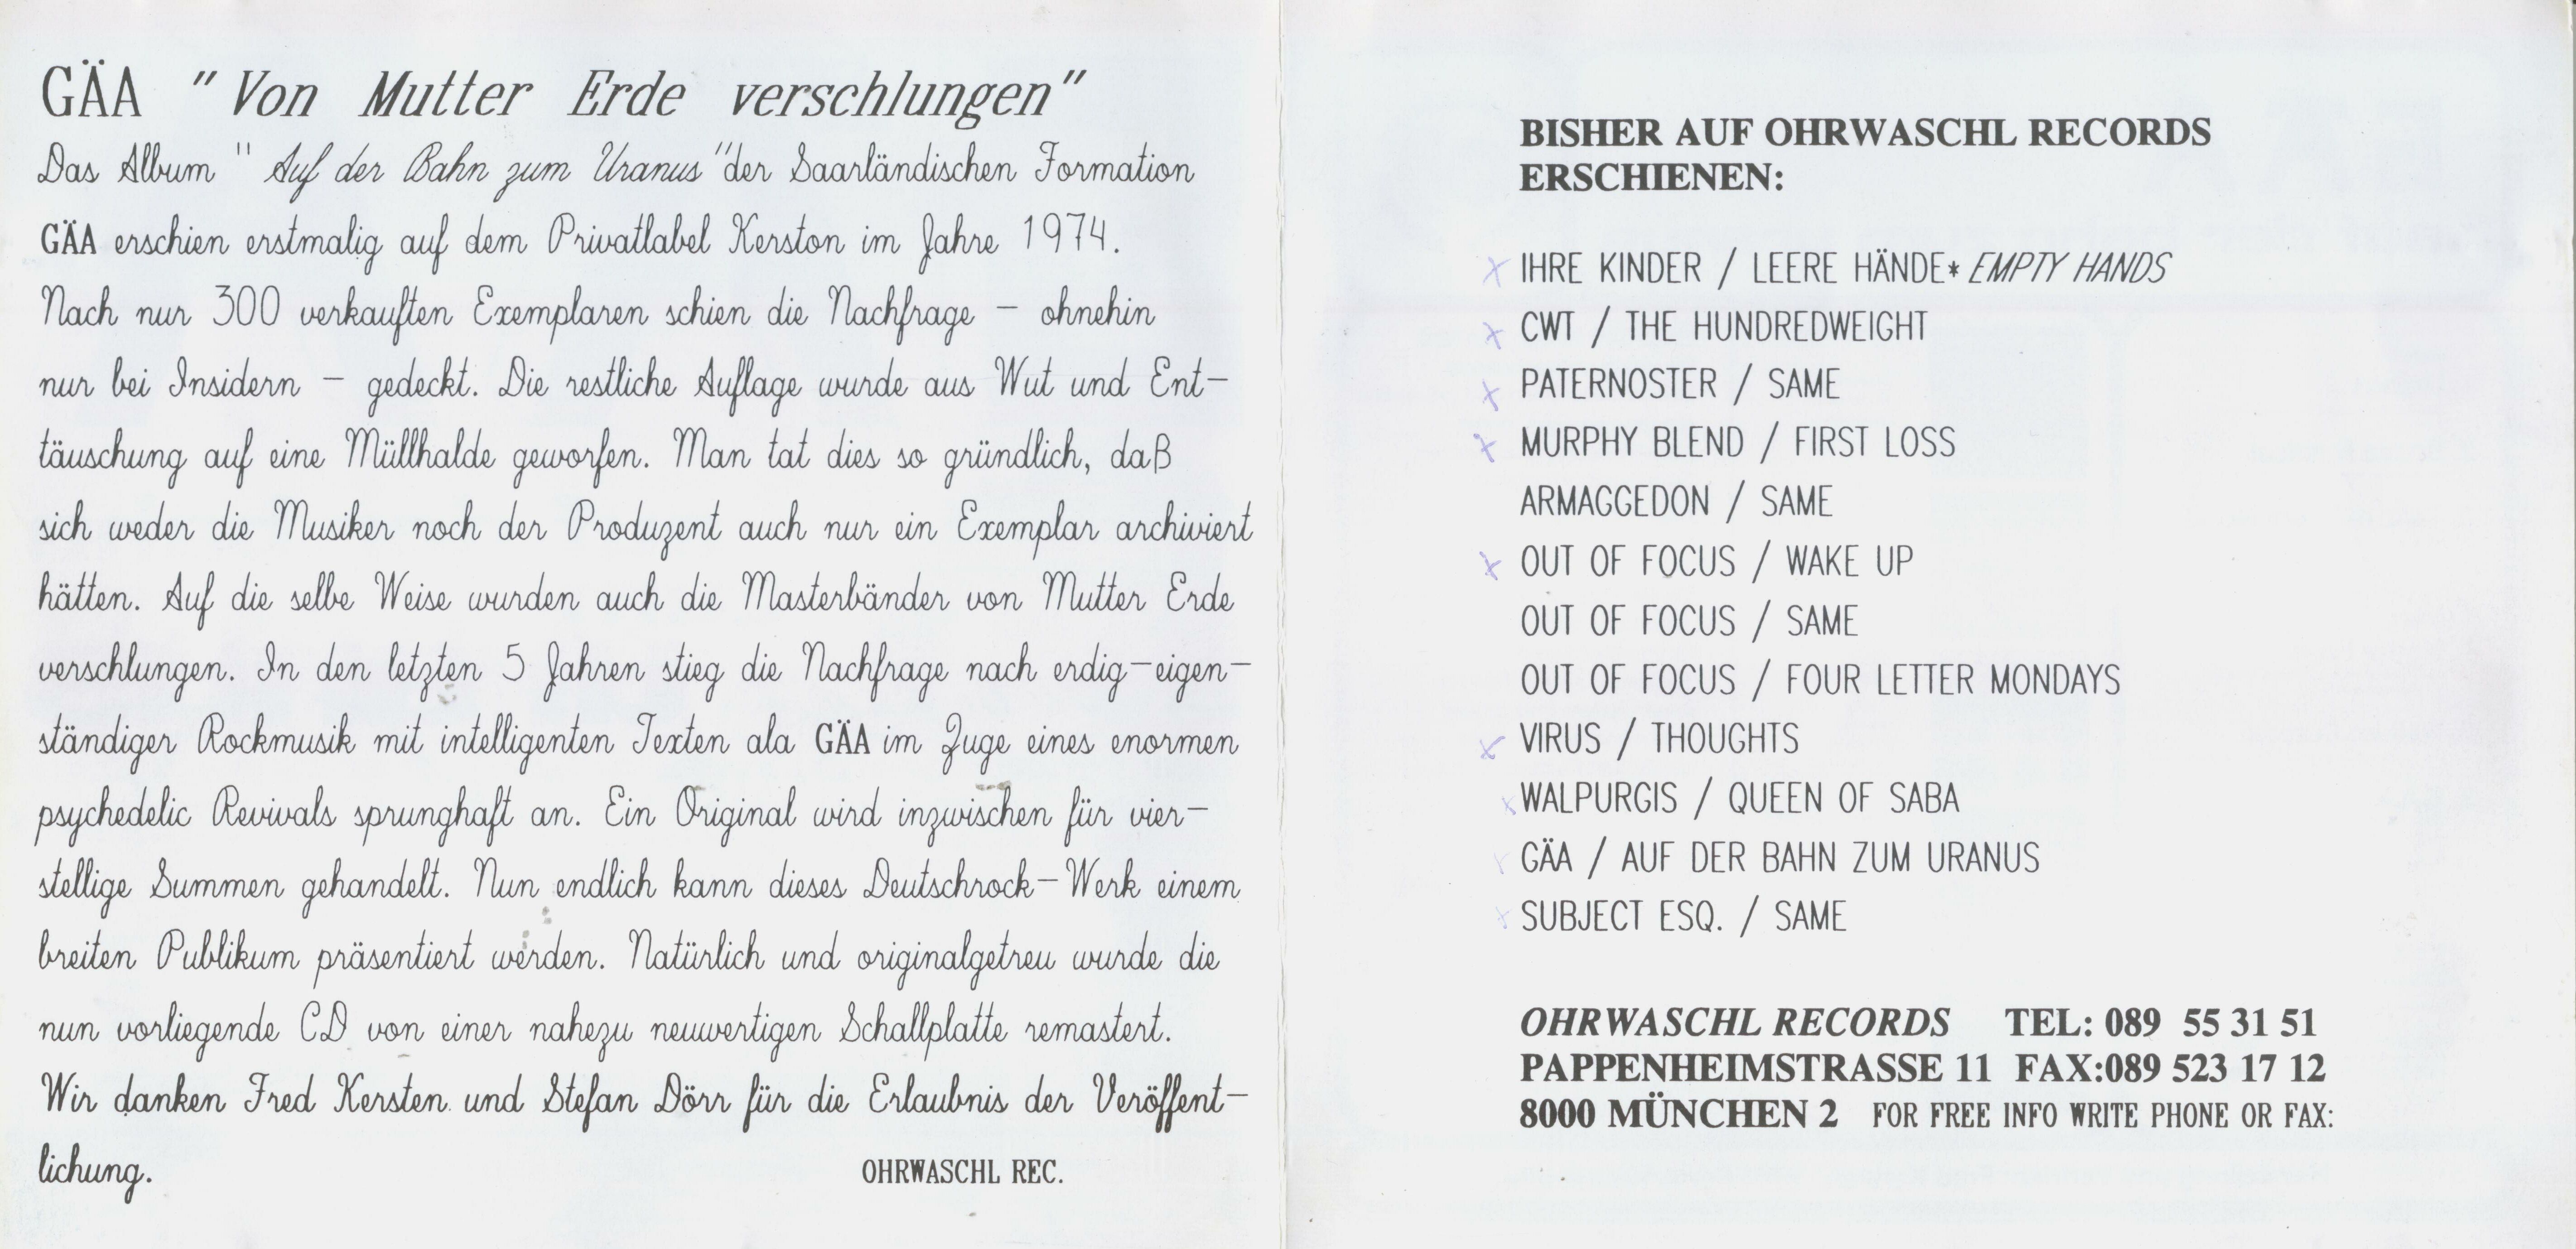 GÄA "Von Mutter Erde verschlungen"
Das Album " Auf der Bahn zum Uranus "der Saarländischen Formation
GÄA erschien erstmalig auf dem Privatlabel Kerston im Jahre 1974.
Nach nur 300 verkauften Exemplaren schien die Nachfrage – ohnehin
nur bei Insidern – gedeckt. Die restliche Auflage wurde aus Wut und Ent–
täuschung auf eine Müllhalde geworfen. Man tat dies so gründlich, daß
sich weder die Musiker noch der Produzent auch nur ein Exemplar archiviert
hätten. Auf die selbe Weise wurden auch die Masterbänder von Mutter Erde
verschlungen. In den letzten 5 Jahren stieg die Nachfrage nach erdig–eigen–
ständiger Rockmusik mit intelligenten Texten ala GÄA im Zuge eines enormen
psychedelic Revivals sprunghaft an. Ein Original wird inzwischen für vier–
stellige Summen gehandelt. Nun endlich kann dieses Deutschrock–Werk einem
breiten Publikum präsentiert werden. Natürlich und originalgetreu wurde die
nun vorliegende CD von einer nahezu neuwertigen Schallplatte remastert.
Wir danken Fred Kersten und Stefan Dörr für die Erlaubnis der Veröffent–
lichung.
OHRWASCHL REC.
BISHER AUF OHRWASCHL RECORDS
ERSCHIENEN:
x IHRE KINDER / LEERE HÄNDE* EMPTY HANDS
x CWT / THE HUNDREDWEIGHT
x PATERNOSTER / SAME
x MURPHY BLEND / FIRST LOSS
ARMAGGEDON / SAME
x OUT OF FOCUS / WAKE UP
OUT OF FOCUS / SAME
OUT OF FOCUS / FOUR LETTER MONDAYS
x VIRUS / THOUGHTS
x WALPURGIS / QUEEN OF SABA
x GÄA / AUF DER BAHN ZUM URANUS
x SUBJECT ESQ. / SAME
OHRWASCHL RECORDS TEL: 089 55 31 51
PAPPENHEIMSTRASSE 11 FAX:089 523 17 12
8000 MÜNCHEN 2 FOR FREE INFO WRITE PHONE OR FAX: